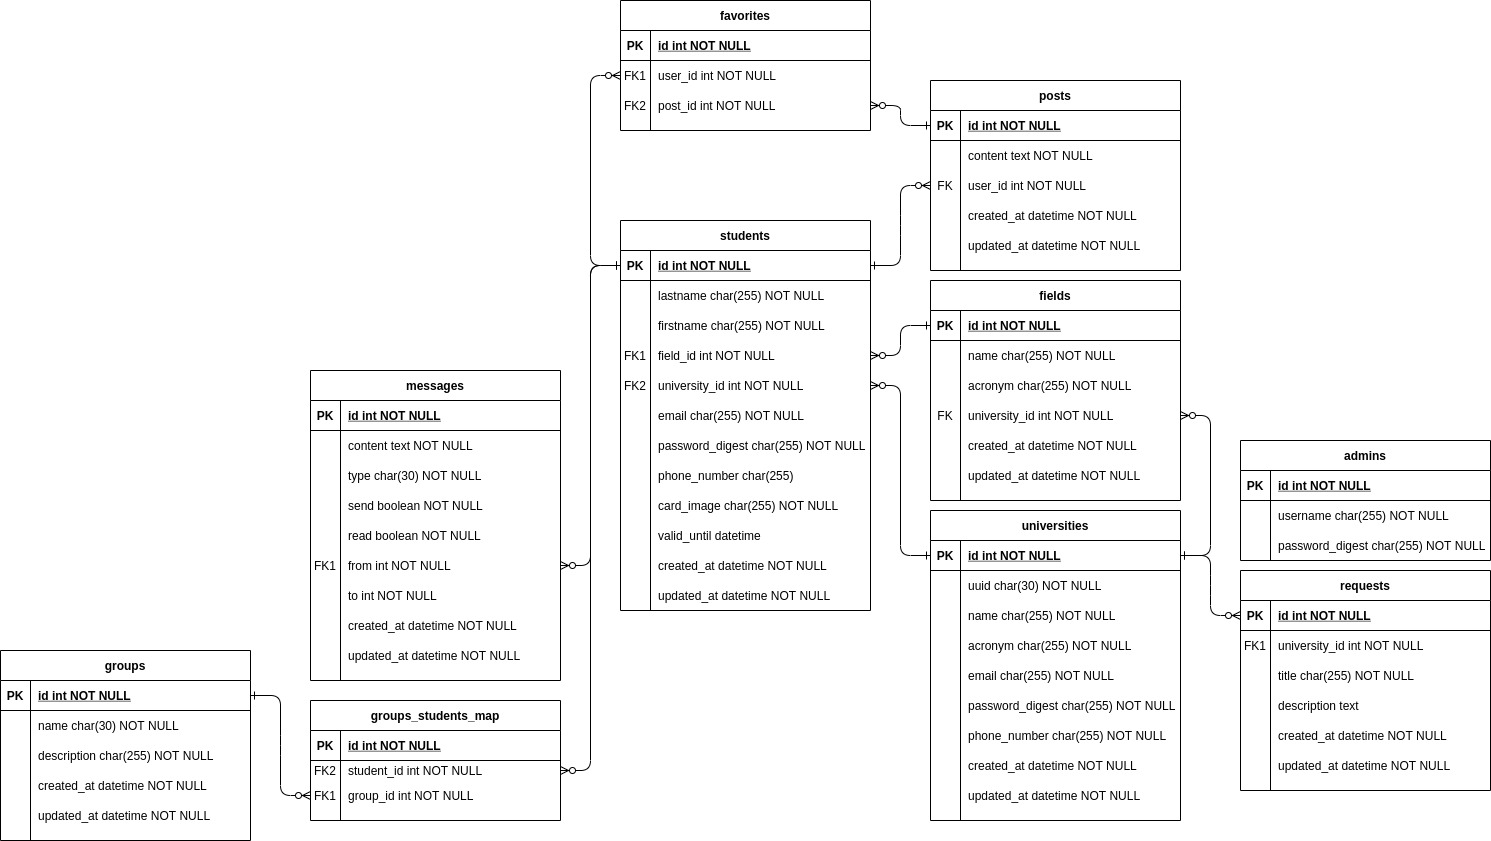 favorites
PK id int NOT NULL
FK1 user_id int NOT NULL
FK2 post_id int NOT NULL
posts
PK id int NOT NULL
content text NOT NULL
FK user_id int NOT NULL
created_at datetime NOT NULL
updated_at datetime NOT NULL
students
PK id int NOT NULL
lastname char(255) NOT NULL
firstname char(255) NOT NULL
FK1 field_id int NOT NULL
FK2 university_id int NOT NULL
email char(255) NOT NULL
password_digest char(255) NOT NULL
phone_number char(255)
card_image char(255) NOT NULL
valid_until datetime
created_at datetime NOT NULL
updated_at datetime NOT NULL
fields
PK id int NOT NULL
name char(255) NOT NULL
acronym char(255) NOT NULL
FK university_id int NOT NULL
created_at datetime NOT NULL
updated_at datetime NOT NULL
messages
PK id int NOT NULL
content text NOT NULL
type char(30) NOT NULL
send boolean NOT NULL
read boolean NOT NULL
FK1 from int NOT NULL
to int NOT NULL
created_at datetime NOT NULL
updated_at datetime NOT NULL
admins
PK id int NOT NULL
username char(255) NOT NULL
password_digest char(255) NOT NULL
universities
PK id int NOT NULL
uuid char(30) NOT NULL
name char(255) NOT NULL
acronym char(255) NOT NULL
email char(255) NOT NULL
password_digest char(255) NOT NULL
phone_number char(255) NOT NULL
created_at datetime NOT NULL
updated_at datetime NOT NULL
requests
PK id int NOT NULL
FK1 university_id int NOT NULL
title char(255) NOT NULL
description text
created_at datetime NOT NULL
updated_at datetime NOT NULL
groups
PK id int NOT NULL
name char(30) NOT NULL
description char(255) NOT NULL
created_at datetime NOT NULL
updated_at datetime NOT NULL
groups_students_map
PK id int NOT NULL
FK2 student_id int NOT NULL
FK1 group_id int NOT NULL